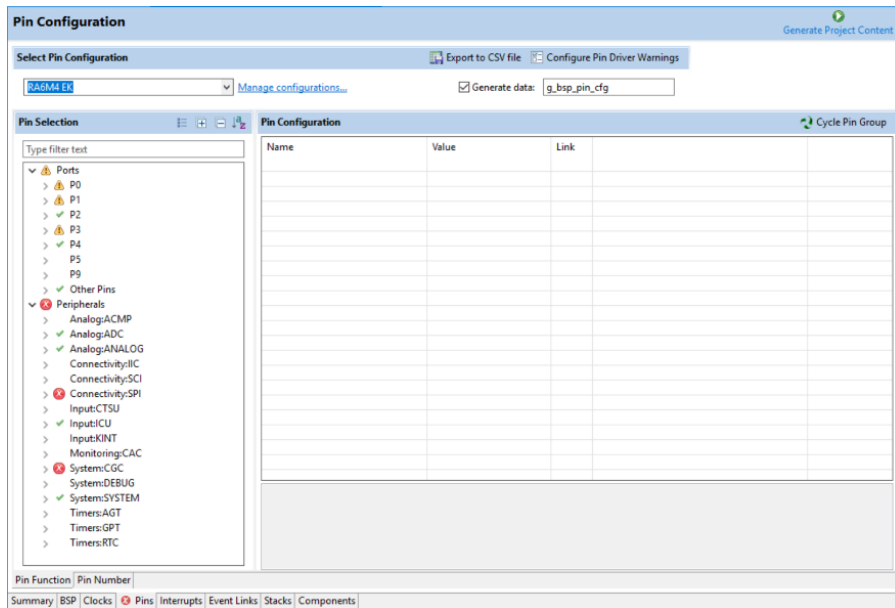 Pin Configuration
Generate Project Content
Select Pin Configuration
Export to CSV file
Configure Pin Driver Warnings
RA6M4 EK
Manage configurations...
Generate data:
g_bsp_pin_cfg
Pin Selection
Type filter text
Ports
P0
P1
P2
P3
P4
P5
P9
Other Pins
Peripherals
Analog:ACMP
Analog:ADC
Analog:ANALOG
Connectivity:IIC
Connectivity:SCI
Connectivity:SPI
Input:CTSU
Input:ICU
Input:KINT
Monitoring:CAC
System:CGC
System:DEBUG
System:SYSTEM
Timers:AGT
Timers:GPT
Timers:RTC
Pin Configuration
Cycle Pin Group
Name Value Link
Pin Function Pin Number
Summary BSP Clocks Pins Interrupts Event Links Stacks Components